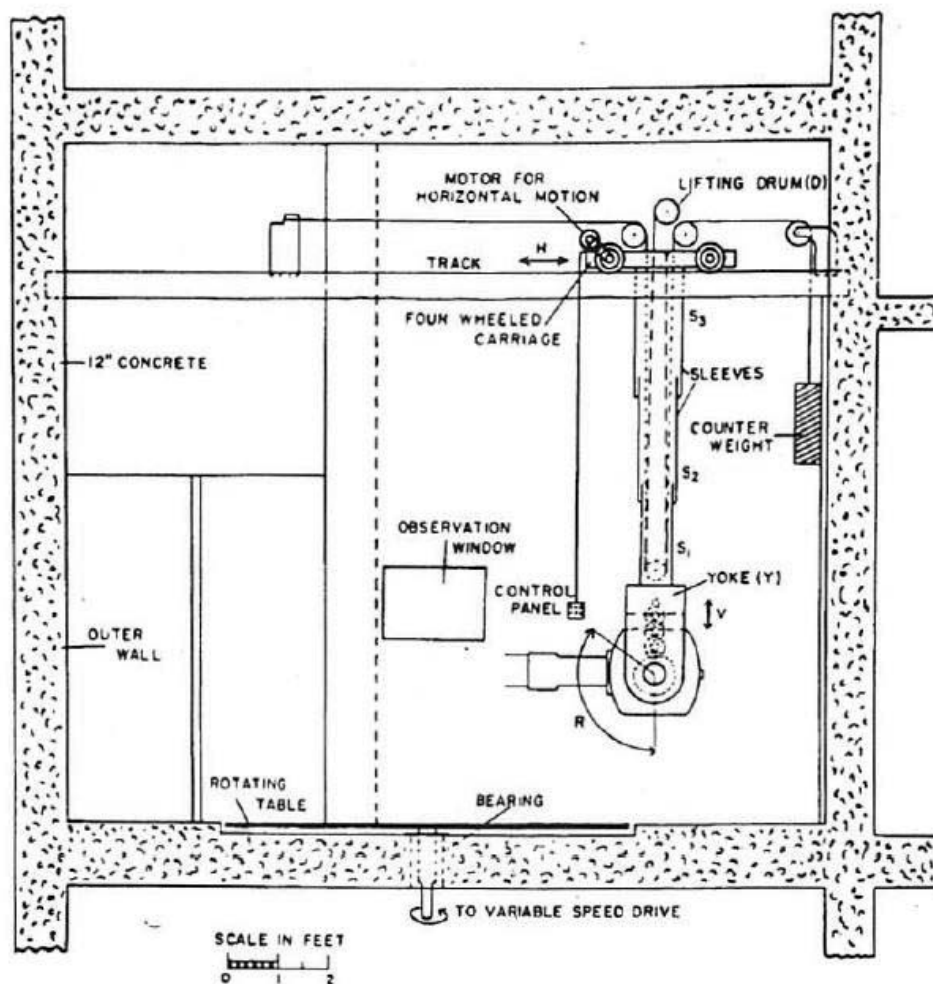 MOTOR FOR
HORIZONTAL MOTION
LIFTING DRUM(D)
H
TRACK
FOUR WHEELED
CARRIAGE
S3
12" CONCRETE
SLEEVES
COUNTER
WEIGHT
S2
OBSERVATION
WINDOW
S1
YOKE (Y)
CONTROL
PANEL
V
OUTER
WALL
R
ROTATING
TABLE
BEARING
TO VARIABLE SPEED DRIVE
SCALE IN FEET
0 1 2